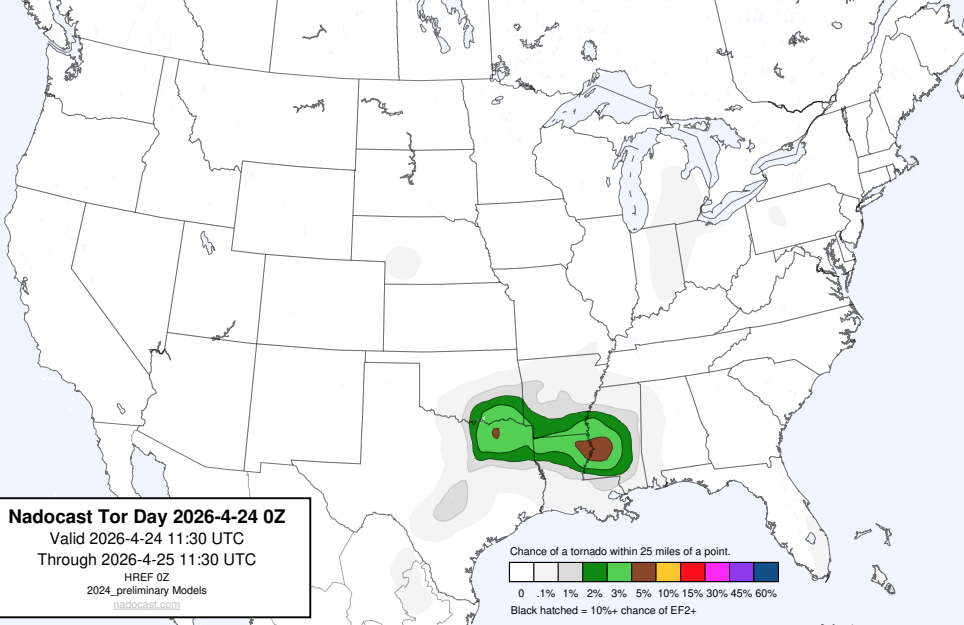 Nadocast Tor Day 2026-4-24 0Z
Valid 2026-4-24 11:30 UTC
Through 2026-4-25 11:30 UTC
HREF 0Z
2024_preliminary Models
nadocast.com
Chance of a tornado within 25 miles of a point.
0 .1% 1% 2% 3% 5% 10% 15% 30% 45% 60%
Black hatched = 10%+ chance of EF2+